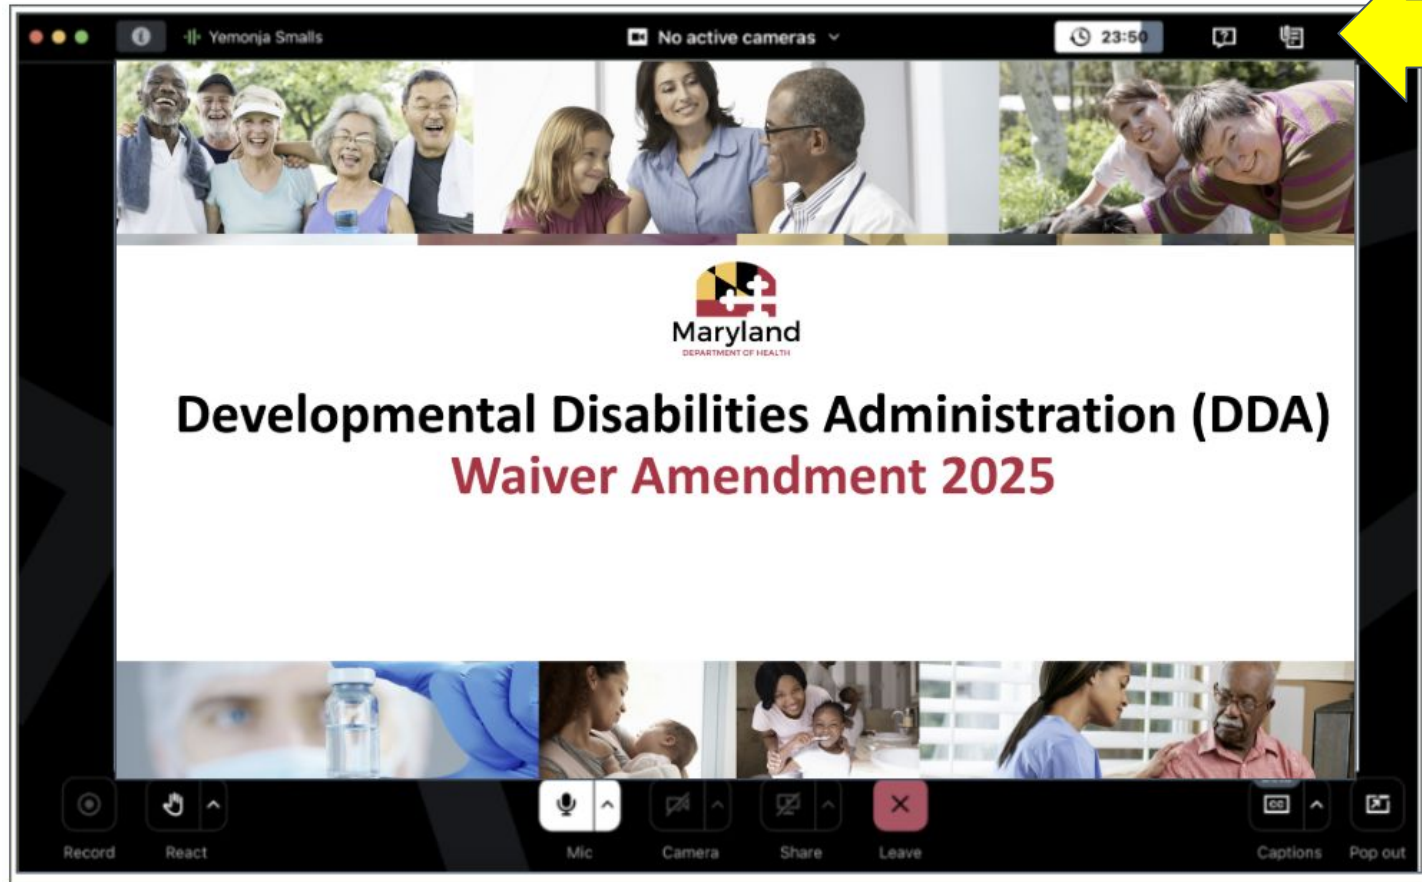 Yemonja Smalls
No active cameras
23:50
Maryland
DEPARTMENT OF HEALTH
Developmental Disabilities Administration (DDA)
Waiver Amendment 2025
Record
React
Mic
Camera
Share
Leave
CC
Captions
Pop out